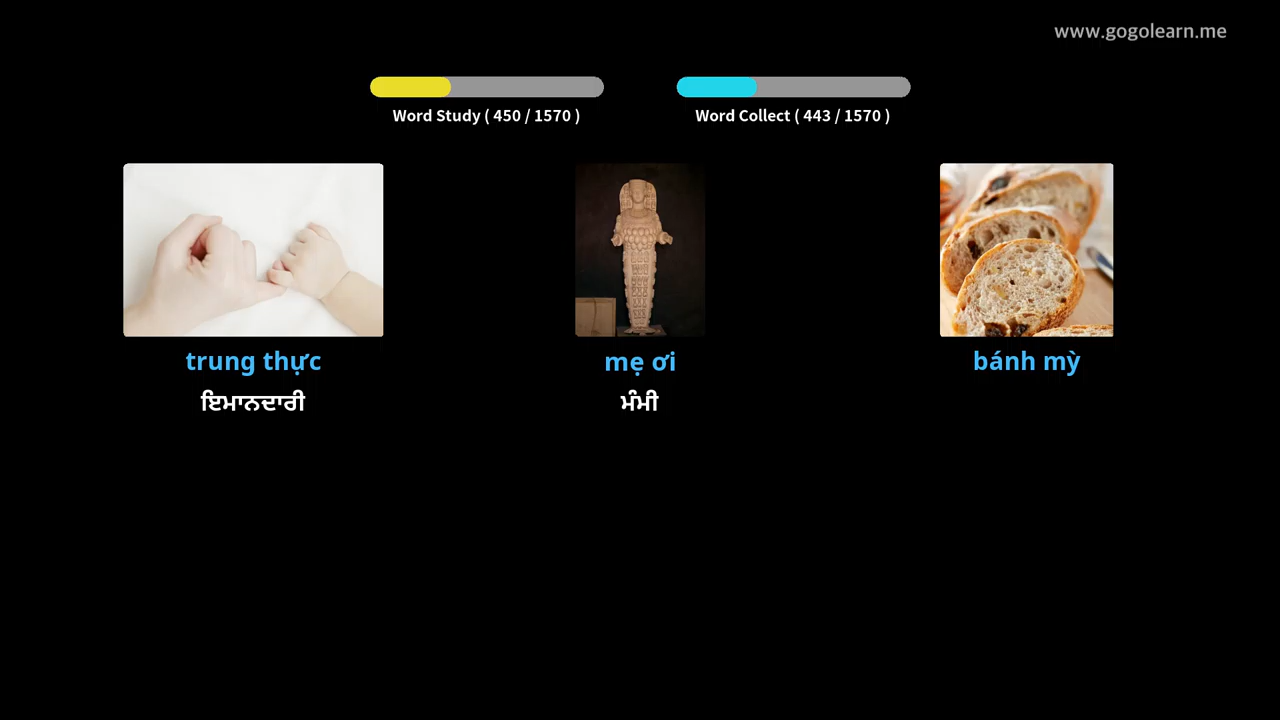 www.gogolearn.me
Word Study ( 450 / 1570 )
Word Collect ( 443 / 1570 )
trung thực
mẹ ơi
bánh mỳ
ਇਮਾਨਦਾਰੀ
ਮੰਮੀ